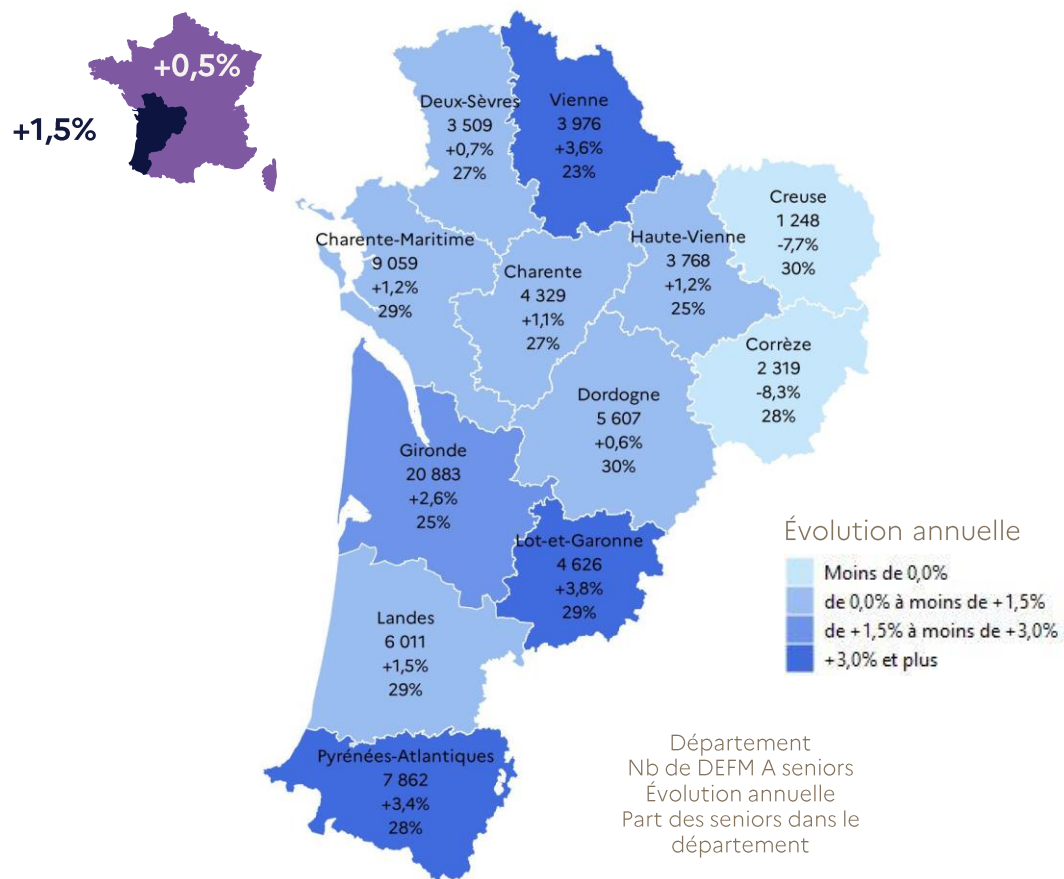 +0,5%
+1,5%
Deux-Sèvres
3 509
+0,7%
27%
Vienne
3 976
+3,6%
23%
Creuse
1 248
-7,7%
30%
Charente-Maritime
9 059
+1,2%
29%
Charente
4 329
+1,1%
27%
Haute-Vienne
3 768
+1,2%
25%
Corrèze
2 319
-8,3%
28%
Dordogne
5 607
+0,6%
30%
Gironde
20 883
+2,6%
25%
Lot-et-Garonne
4 626
+3,8%
29%
Landes
6 011
+1,5%
29%
Pyrénées-Atlantiques
7 862
+3,4%
28%
Évolution annuelle
Moins de 0,0%
de 0,0% à moins de +1,5%
de +1,5% à moins de +3,0%
+3,0% et plus
Département
Nb de DEFM A seniors
Évolution annuelle
Part des seniors dans le
département